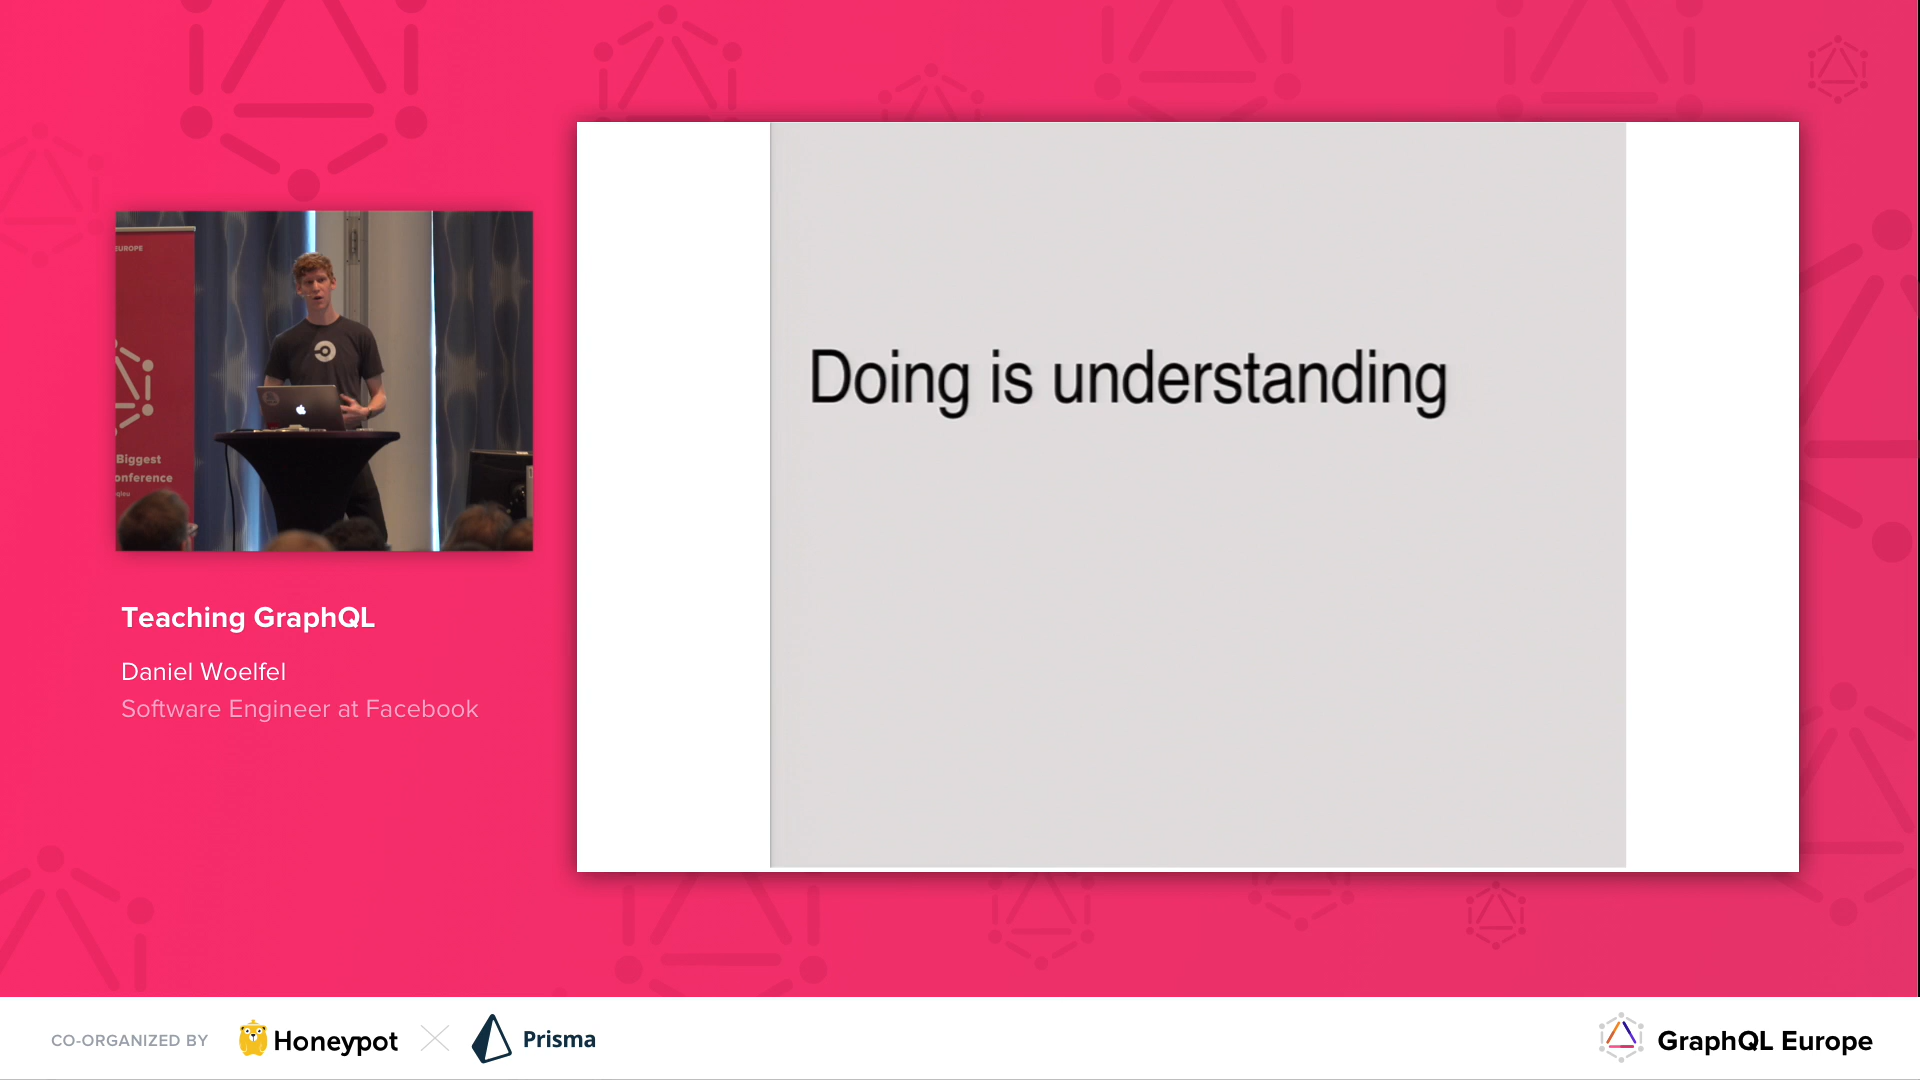 EUROPE
Biggest
onference
Teaching GraphQL
Daniel Woelfel
Software Engineer at Facebook
Doing is understanding
CO-ORGANIZED BY
Honeypot
Prisma
GraphQL Europe